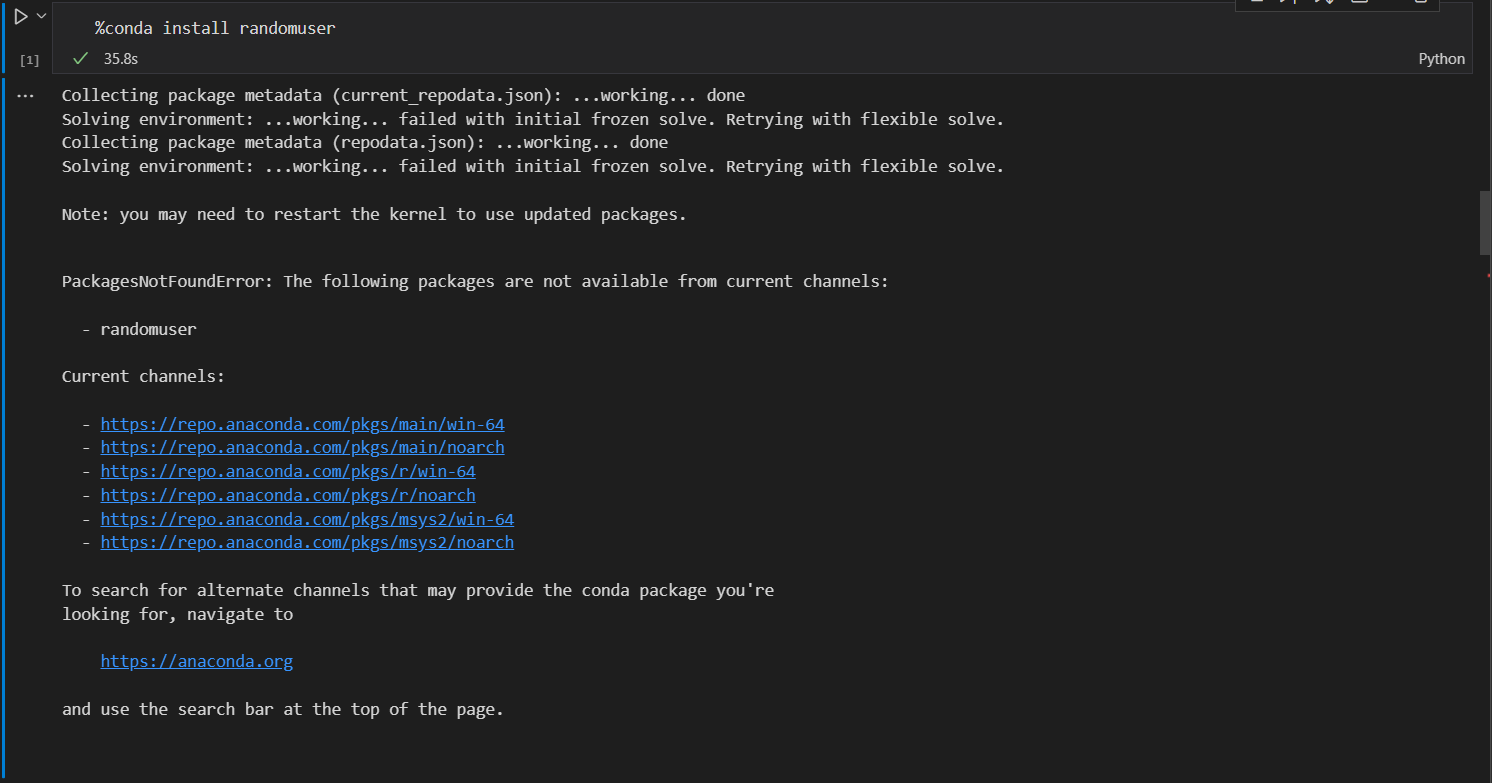 %conda install randomuser
[1]
35.8s
Python
...
Collecting package metadata (current_repodata.json): ...working... done
Solving environment: ...working... failed with initial frozen solve. Retrying with flexible solve.
Collecting package metadata (repodata.json): ...working... done
Solving environment: ...working... failed with initial frozen solve. Retrying with flexible solve.
Note: you may need to restart the kernel to use updated packages.
PackagesNotFoundError: The following packages are not available from current channels:
- randomuser
Current channels:
- https://repo.anaconda.com/pkgs/main/win-64
- https://repo.anaconda.com/pkgs/main/noarch
- https://repo.anaconda.com/pkgs/r/win-64
- https://repo.anaconda.com/pkgs/r/noarch
- https://repo.anaconda.com/pkgs/msys2/win-64
- https://repo.anaconda.com/pkgs/msys2/noarch
To search for alternate channels that may provide the conda package you're
looking for, navigate to
https://anaconda.org
and use the search bar at the top of the page.